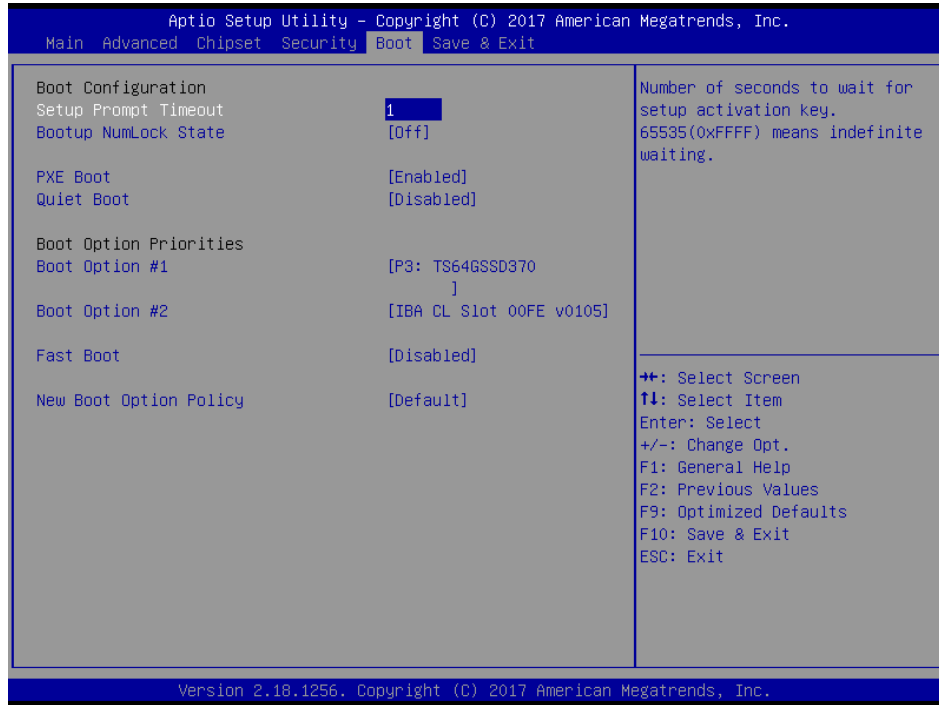 Aptio Setup Utility – Copyright (C) 2017 American Megatrends, Inc.
Main Advanced Chipset Security Boot Save & Exit
Boot Configuration
Setup Prompt Timeout 1
Bootup NumLock State [Off]
PXE Boot [Enabled]
Quiet Boot [Disabled]
Boot Option Priorities
Boot Option #1 [P3: TS64GSSD370
]
Boot Option #2 [IBA CL Slot 00FE v0105]
Fast Boot [Disabled]
New Boot Option Policy [Default]
Number of seconds to wait for
setup activation key.
65535(0xFFFF) means indefinite
waiting.
→←: Select Screen
↑↓: Select Item
Enter: Select
+/-: Change Opt.
F1: General Help
F2: Previous Values
F9: Optimized Defaults
F10: Save & Exit
ESC: Exit
Version 2.18.1256. Copyright (C) 2017 American Megatrends, Inc.